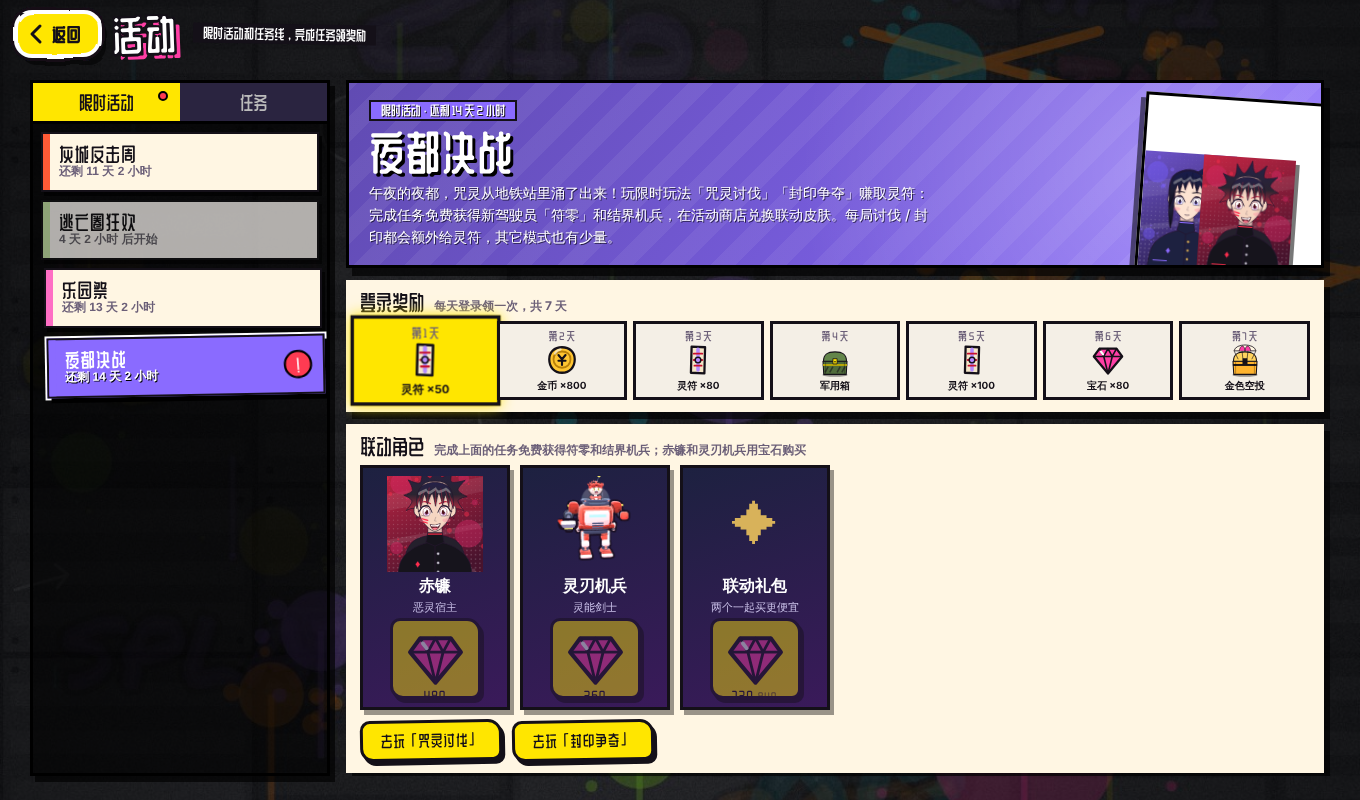 返回
活动
限时活动和任务线，完成任务领奖励
限时活动
任务
灰城反击周
还剩 11 天 2 小时
逃亡圈狂欢
4 天 2 小时 后开始
乐园祭
还剩 13 天 2 小时
夜都决战
还剩 14 天 2 小时
!
限时活动 · 还剩 14 天 2 小时
夜都决战
午夜的夜都，咒灵从地铁站里涌了出来！玩限时玩法「咒灵讨伐」「封印争夺」赚取灵符：
完成任务免费获得新驾驶员「符零」和结界机兵，在活动商店兑换联动皮肤。每局讨伐 / 封
印都会额外给灵符，其它模式也有少量。
登录奖励 每天登录领一次，共 7 天
第1天
灵符 ×50
第2天
金币 ×800
第3天
灵符 ×80
第4天
军用箱
第5天
灵符 ×100
第6天
宝石 ×80
第7天
金色空投
联动角色 完成上面的任务免费获得符零和结界机兵；赤镰和灵刃机兵用宝石购买
赤镰
恶灵宿主
480
灵刃机兵
灵能剑士
360
联动礼包
两个一起买更便宜
720
去玩「咒灵讨伐」
去玩「封印争夺」